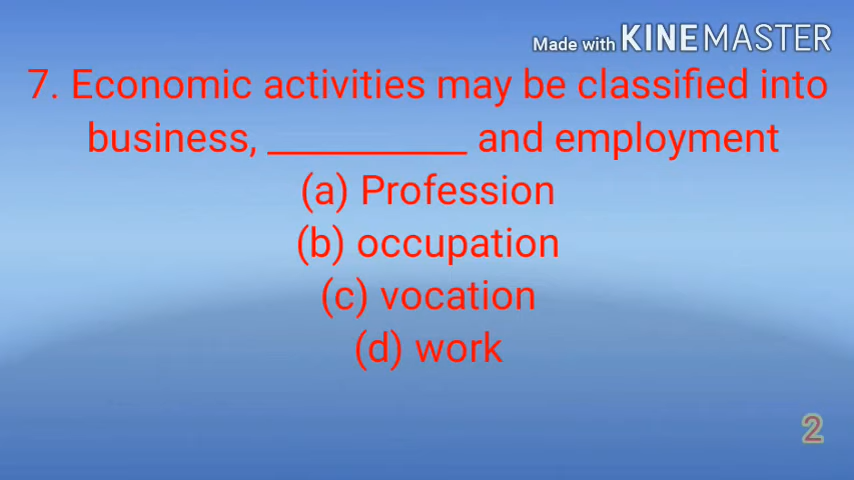 Made with KINEMASTER
7. Economic activities may be classified into
business, __________ and employment
(a) Profession
(b) occupation
(c) vocation
(d) work
2